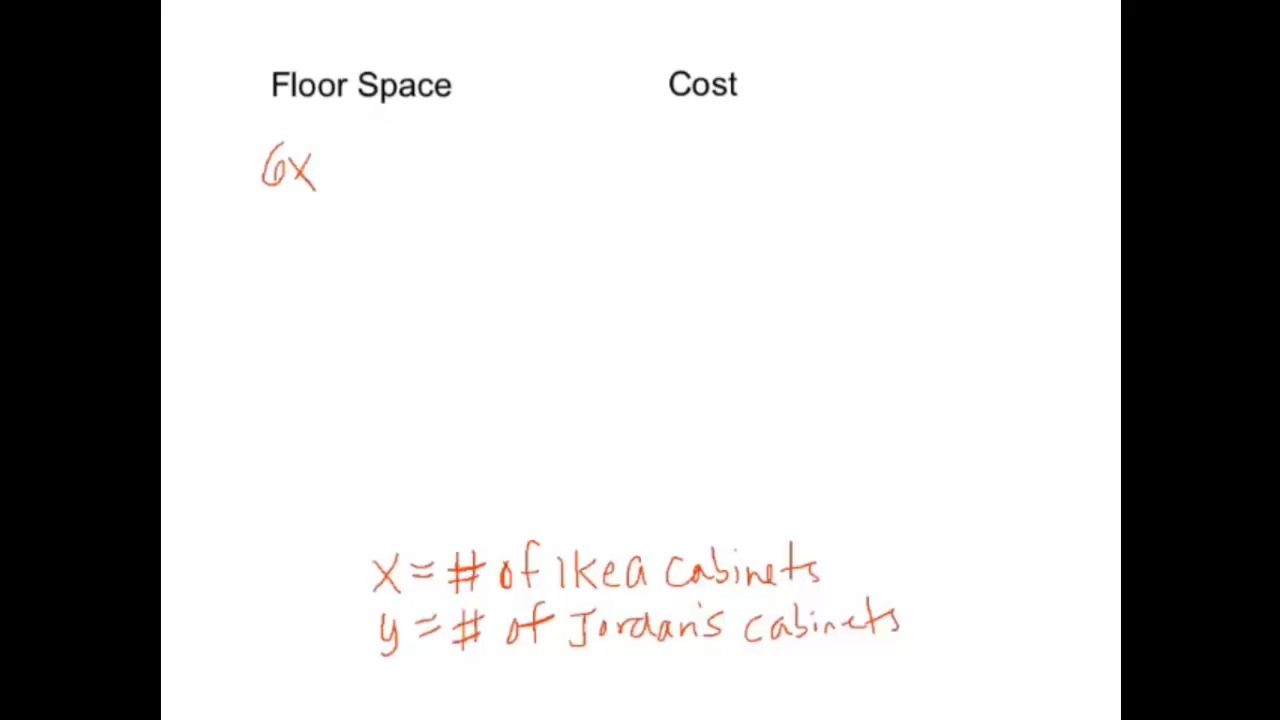 Floor Space Cost
6x
x = # of Ikea cabinets
y = # of Jordan's cabinets